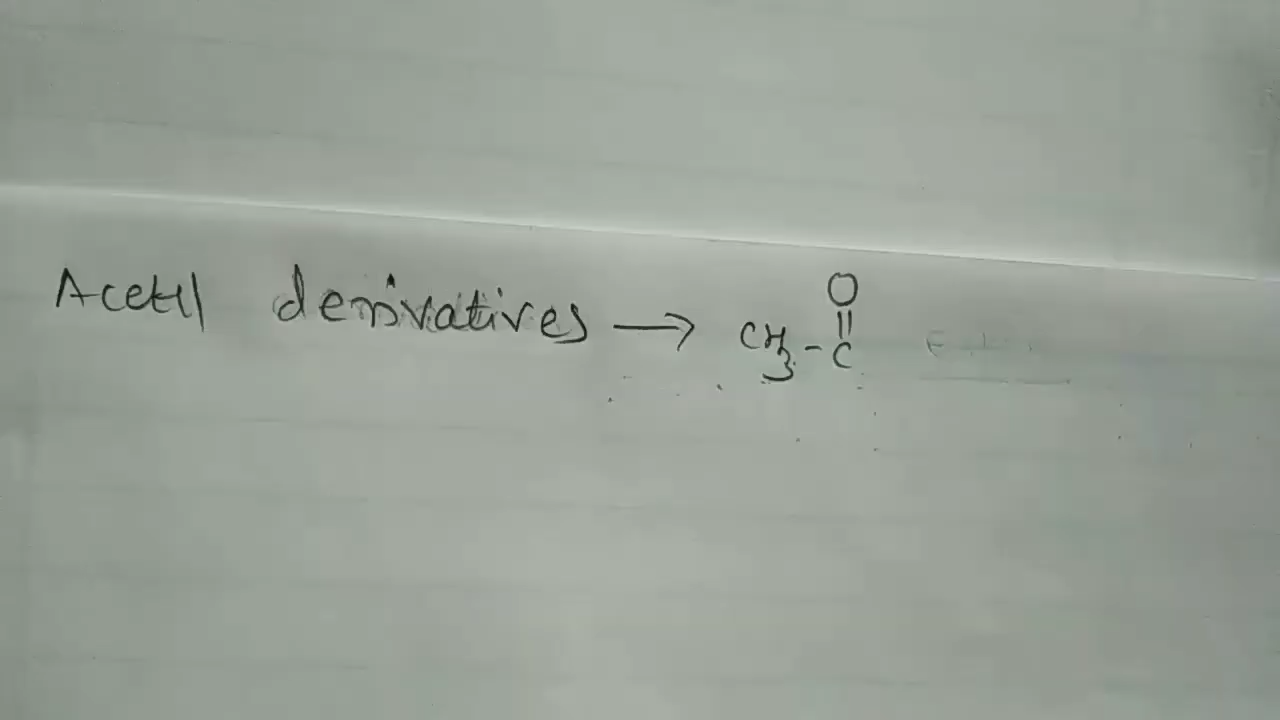 Acetyl derivatives → CH₃-C=O